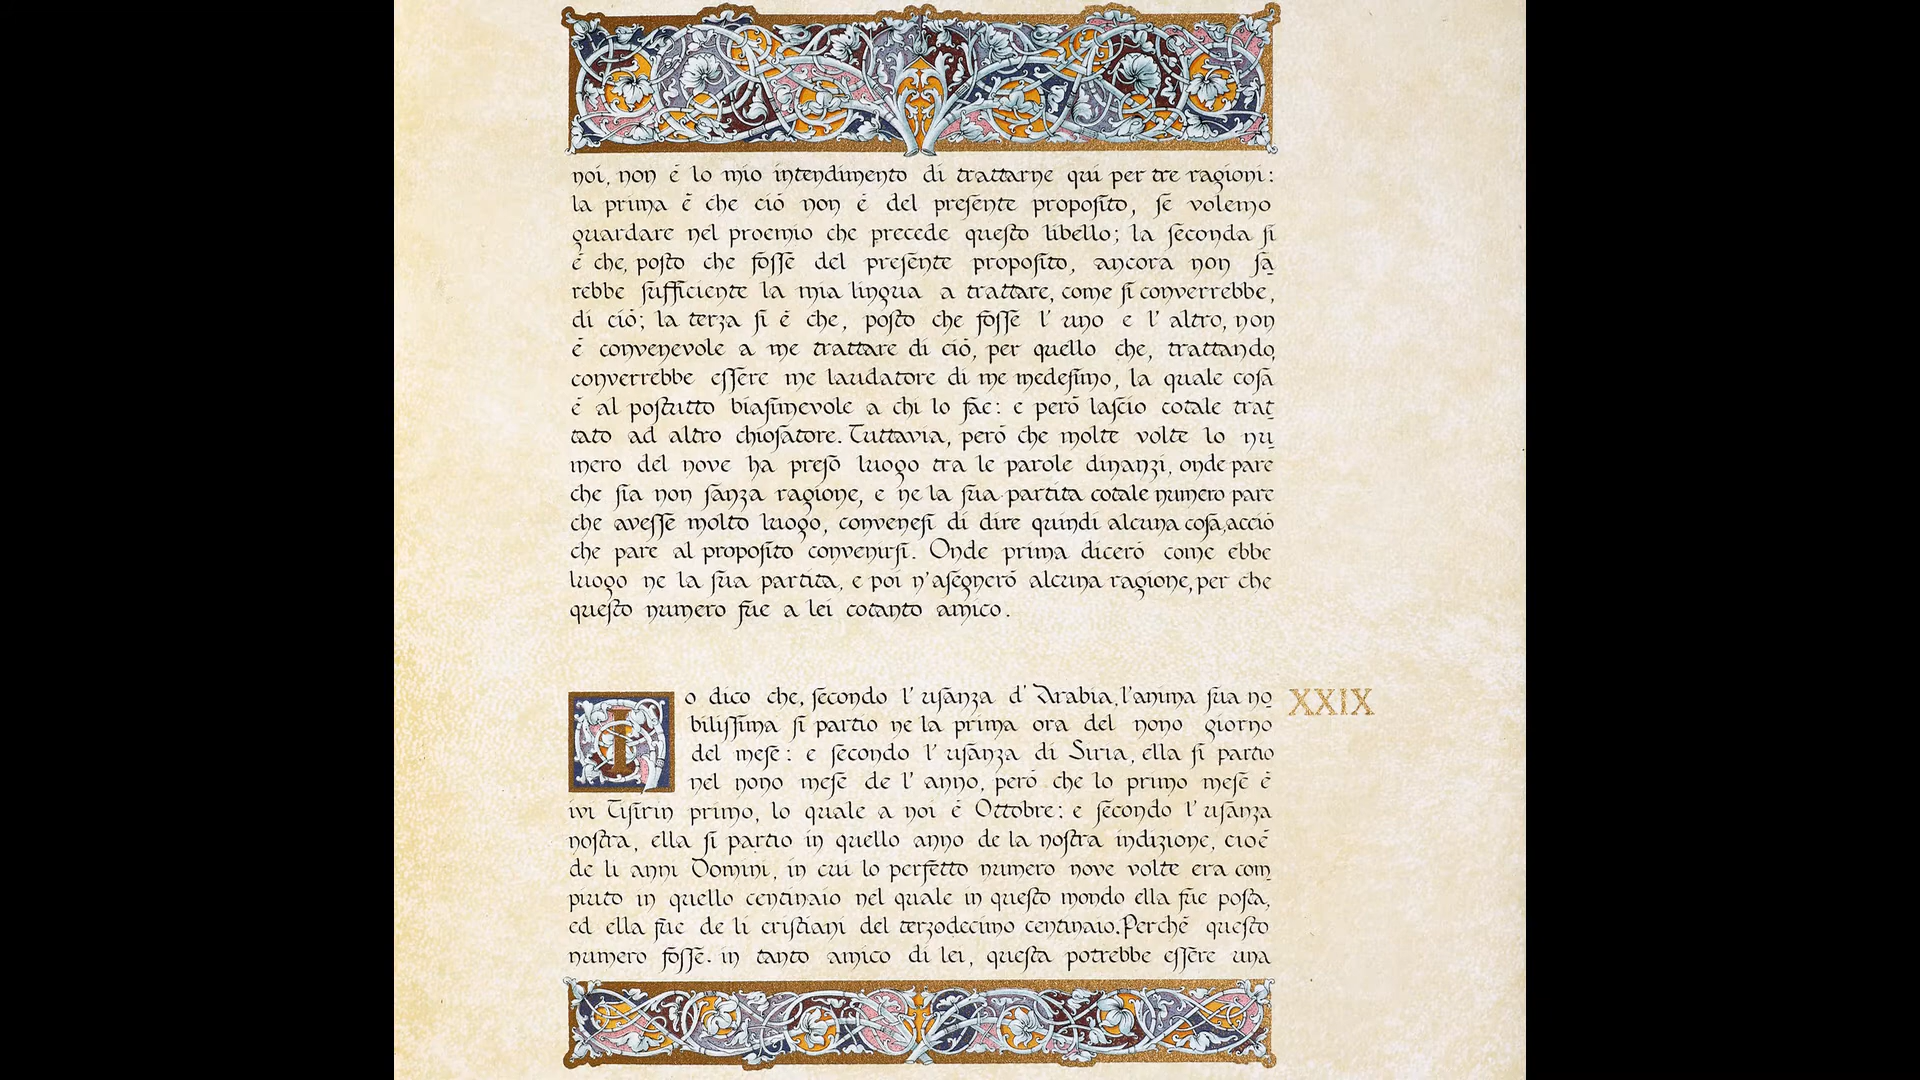 noi, non è lo mio intendimento di trattarne qui per tre ragioni:
la prima è che ciò non è del presente proposito, se volemo
guardare nel proemio che precede questo libello; la seconda si
è che, posto che fosse del presente proposito, ancora non sa
rebbe sufficiente la mia lingua a trattare, come si converrebbe,
di ciò; la terza si è che, posto che fosse l'uno e l'altro, non
è convenevole a me trattare di ciò, per quello che, trattando,
converrebbe essere me laudatore di me medesimo, la quale cosa
è al postutto biasimevole a chi lo fae: e però lascio cotale trat
tato ad altro chiosatore. Tuttavia, però che molte volte lo nu
mero del nove ha preso luogo tra le parole dinanzi, onde pare
che sia non sanza ragione, e ne la sua partita cotale numero pare
che avesse molto luogo, convenesi di dire quindi alcuna cosa, acciò
che pare al proposito convenirsi. Onde prima dicerò come ebbe
luogo ne la sua partita, e poi n'asegnerò alcuna ragione, per che
questo numero fue a lei cotanto amico.
Io dico che, secondo l'usanza d'Arabia, l'anima sua no
XXIX
bilissima si partio ne la prima ora del nono giorno
del mese: e secondo l'usanza di Siria, ella si partio
nel nono mese de l'anno, però che lo primo mese è
ivi Tisirin primo, lo quale a noi è Ottobre: e secondo l'usanza
nostra, ella si partio in quello anno de la nostra indizione, cioè
de li anni Domini, in cui lo perfetto numero nove volte era com
piuto in quello centinaio nel quale in questo mondo ella fue posta,
ed ella fue de li cristiani del terzodecimo centinaio. Perchè questo
numero fosse in tanto amico di lei, questa potrebbe essere una